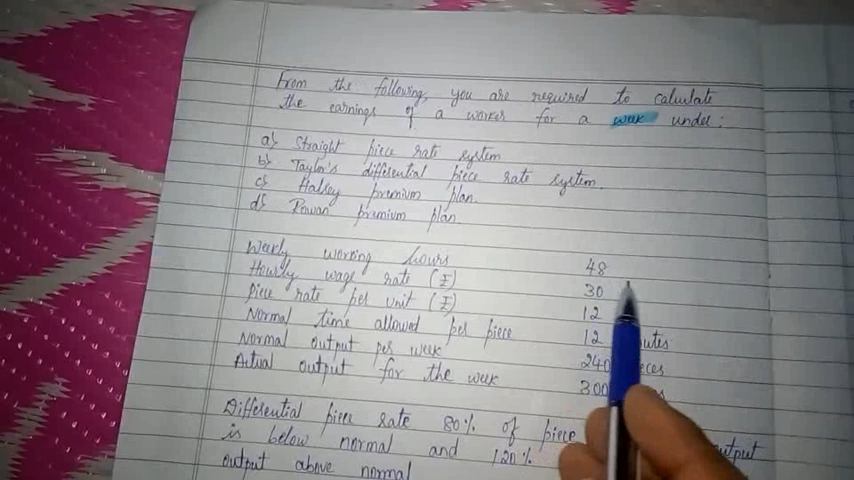 From the following, you are required to calculate
the earnings of a worker for a week under:
a) Straight piece rate system
b) Taylor's differential piece rate system.
c) Halsey premium plan.
d) Rowan premium plan.
Weekly working hours 48
Hourly wage rate (₹) 30
Piece rate per unit (₹) 12
Normal time allowed per piece 12
Normal output per week 240
Actual output for the week 300
Differential piece rate 80% of piece
is below normal and 120%
output above normal